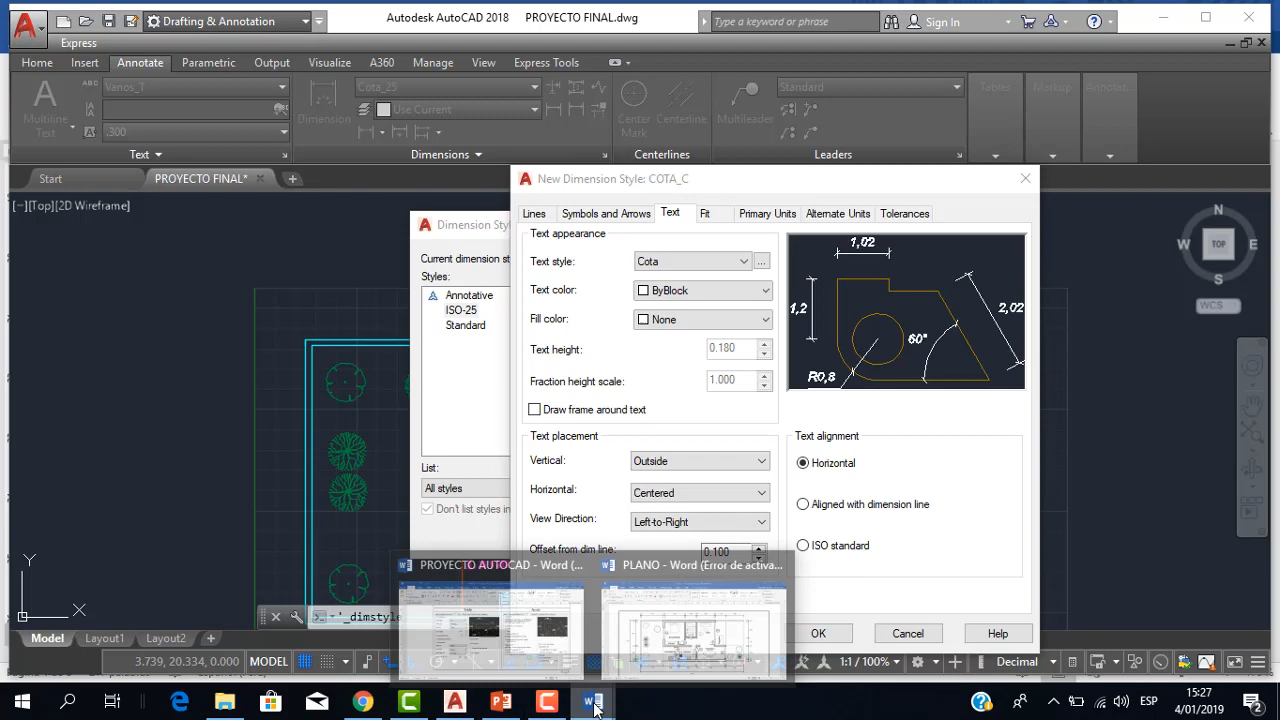 Drafting & Annotation
Autodesk AutoCAD 2018 PROYECTO FINAL.dwg
Type a keyword or phrase
Sign In
Express
Home Insert Annotate Parametric Output Visualize A360 Manage View Express Tools
ABC Vanos_T
Cota_25
Standard
Multiline Text
.300
Dimension
Use Current
Center Mark
Centerline
Multileader
Tables
Markup
Text
Dimensions
Centerlines
Leaders
Start
PROYECTO FINAL*
[−][Top][2D Wireframe]
New Dimension Style: COTA_C
Dimension Sty
Lines Symbols and Arrows Text Fit Primary Units Alternate Units Tolerances
Text appearance
Text style: Cota ...
Text color: ByBlock
Fill color: None
Text height: 0.180
Fraction height scale: 1.000
Draw frame around text
Text placement
Vertical: Outside
Horizontal: Centered
View Direction: Left-to-Right
Offset from dim line: 0.100
1,02
1,2
2,02
60°
R0,8
Text alignment
Horizontal
Aligned with dimension line
ISO standard
Current dimension st
Styles:
Annotative
ISO-25
Standard
List:
All styles
Don't list styles in
N
W TOP E
S
WCS
Y
X
'_dimstyle
PROYECTO AUTOCAD - Word (...
PLANO - Word (Error de activa...
OK Cancel Help
Model Layout1 Layout2 +
3.739, 20.334, 0.000 MODEL
1:1 / 100%
Decimal
ESP
15:27
4/01/2019
2